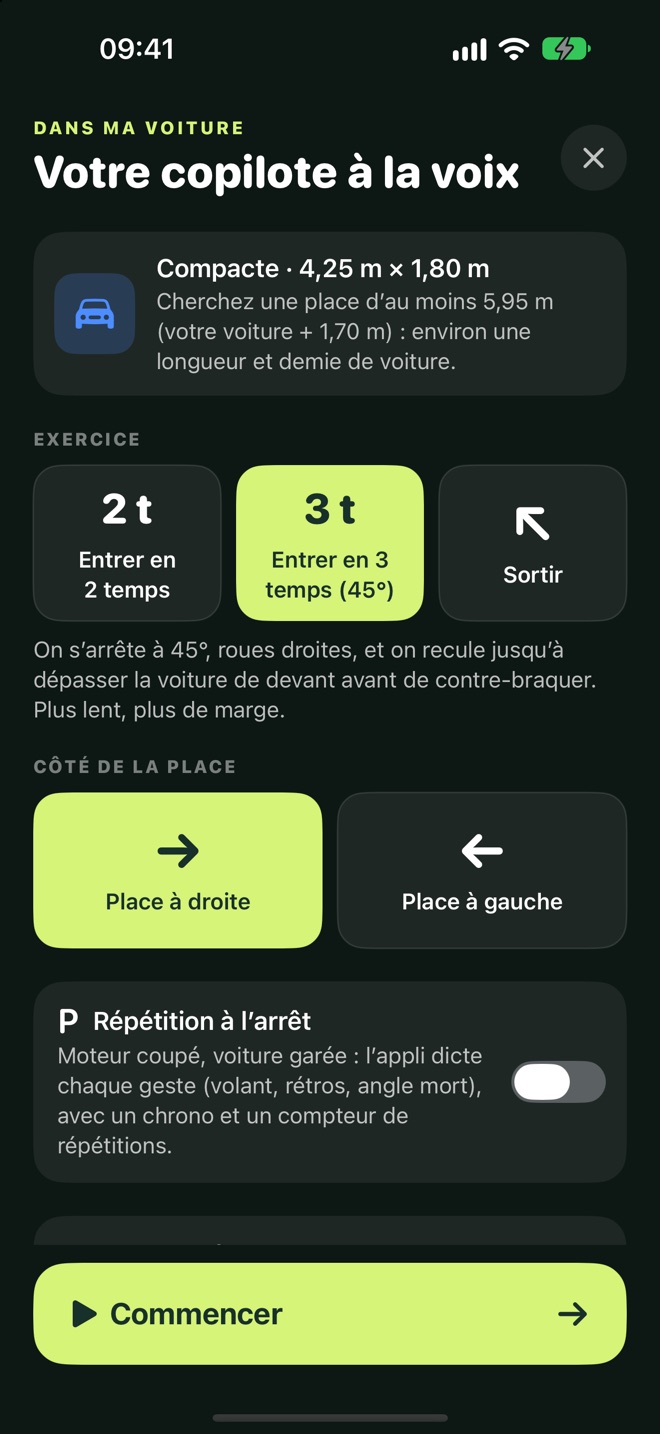 09:41
DANS MA VOITURE
Votre copilote à la voix
Compacte · 4,25 m × 1,80 m
Cherchez une place d’au moins 5,95 m
(votre voiture + 1,70 m) : environ une
longueur et demie de voiture.
EXERCICE
2 t
Entrer en
2 temps
3 t
Entrer en 3
temps (45°)
Sortir
On s’arrête à 45°, roues droites, et on recule jusqu’à
dépasser la voiture de devant avant de contre-braquer.
Plus lent, plus de marge.
CÔTÉ DE LA PLACE
Place à droite
Place à gauche
P Répétition à l’arrêt
Moteur coupé, voiture garée : l’appli dicte
chaque geste (volant, rétros, angle mort),
avec un chrono et un compteur de
répétitions.
Commencer